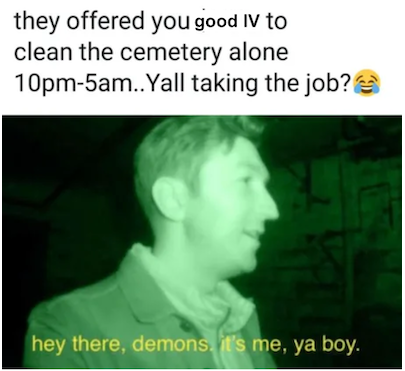 they offered you good IV to
clean the cemetery alone
10pm-5am..Yall taking the job?😂
hey there, demons. it's me, ya boy.